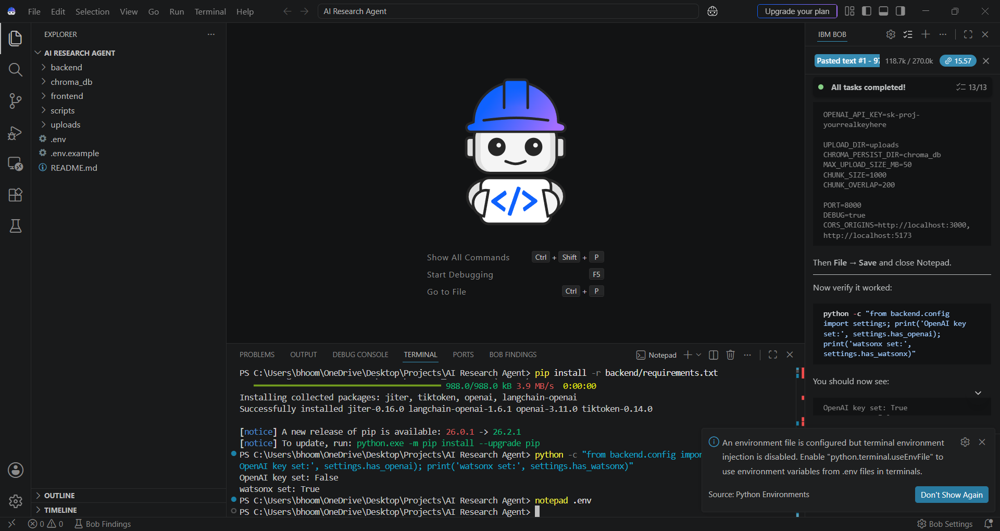 File Edit Selection View Go Run Terminal Help
AI Research Agent
Upgrade your plan
EXPLORER
AI RESEARCH AGENT
backend
chroma_db
frontend
scripts
uploads
.env
.env.example
README.md
OUTLINE
TIMELINE
</>
Show All Commands Ctrl + Shift + P
Start Debugging F5
Go to File Ctrl + P
PROBLEMS OUTPUT DEBUG CONSOLE TERMINAL PORTS BOB FINDINGS
Notepad
PS C:\Users\bhoom\OneDrive\Desktop\Projects\AI Research Agent> pip install -r backend/requirements.txt
988.0/988.0 kB 3.9 MB/s 0:00:00
Installing collected packages: jiter, tiktoken, openai, langchain-openai
Successfully installed jiter-0.16.0 langchain-openai-1.6.1 openai-3.11.0 tiktoken-0.14.0
[notice] A new release of pip is available: 26.0.1 -> 26.2.1
[notice] To update, run: python.exe -m pip install --upgrade pip
PS C:\Users\bhoom\OneDrive\Desktop\Projects\AI Research Agent> python -c "from backend.config impor
OpenAI key set:', settings.has_openai); print('watsonx set:', settings.has_watsonx)"
OpenAI key set: False
watsonx set: True
PS C:\Users\bhoom\OneDrive\Desktop\Projects\AI Research Agent> notepad .env
PS C:\Users\bhoom\OneDrive\Desktop\Projects\AI Research Agent>
IBM BOB
Pasted text #1 - 97 118.7k / 270.0k 15.57
All tasks completed! 13/13
OPENAI_API_KEY=sk-proj-
yourrealkeyhere
UPLOAD_DIR=uploads
CHROMA_PERSIST_DIR=chroma_db
MAX_UPLOAD_SIZE_MB=50
CHUNK_SIZE=1000
CHUNK_OVERLAP=200
PORT=8000
DEBUG=true
CORS_ORIGINS=http://localhost:3000,
http://localhost:5173
Then File → Save and close Notepad.
Now verify it worked:
python -c "from backend.config
import settings; print('OpenAI key
set:', settings.has_openai);
print('watsonx set:',
settings.has_watsonx)"
You should now see:
OpenAI key set: True
An environment file is configured but terminal environment
injection is disabled. Enable "python.terminal.useEnvFile" to
use environment variables from .env files in terminals.
Source: Python Environments
Don't Show Again
0 0 Bob Findings
Bob Settings